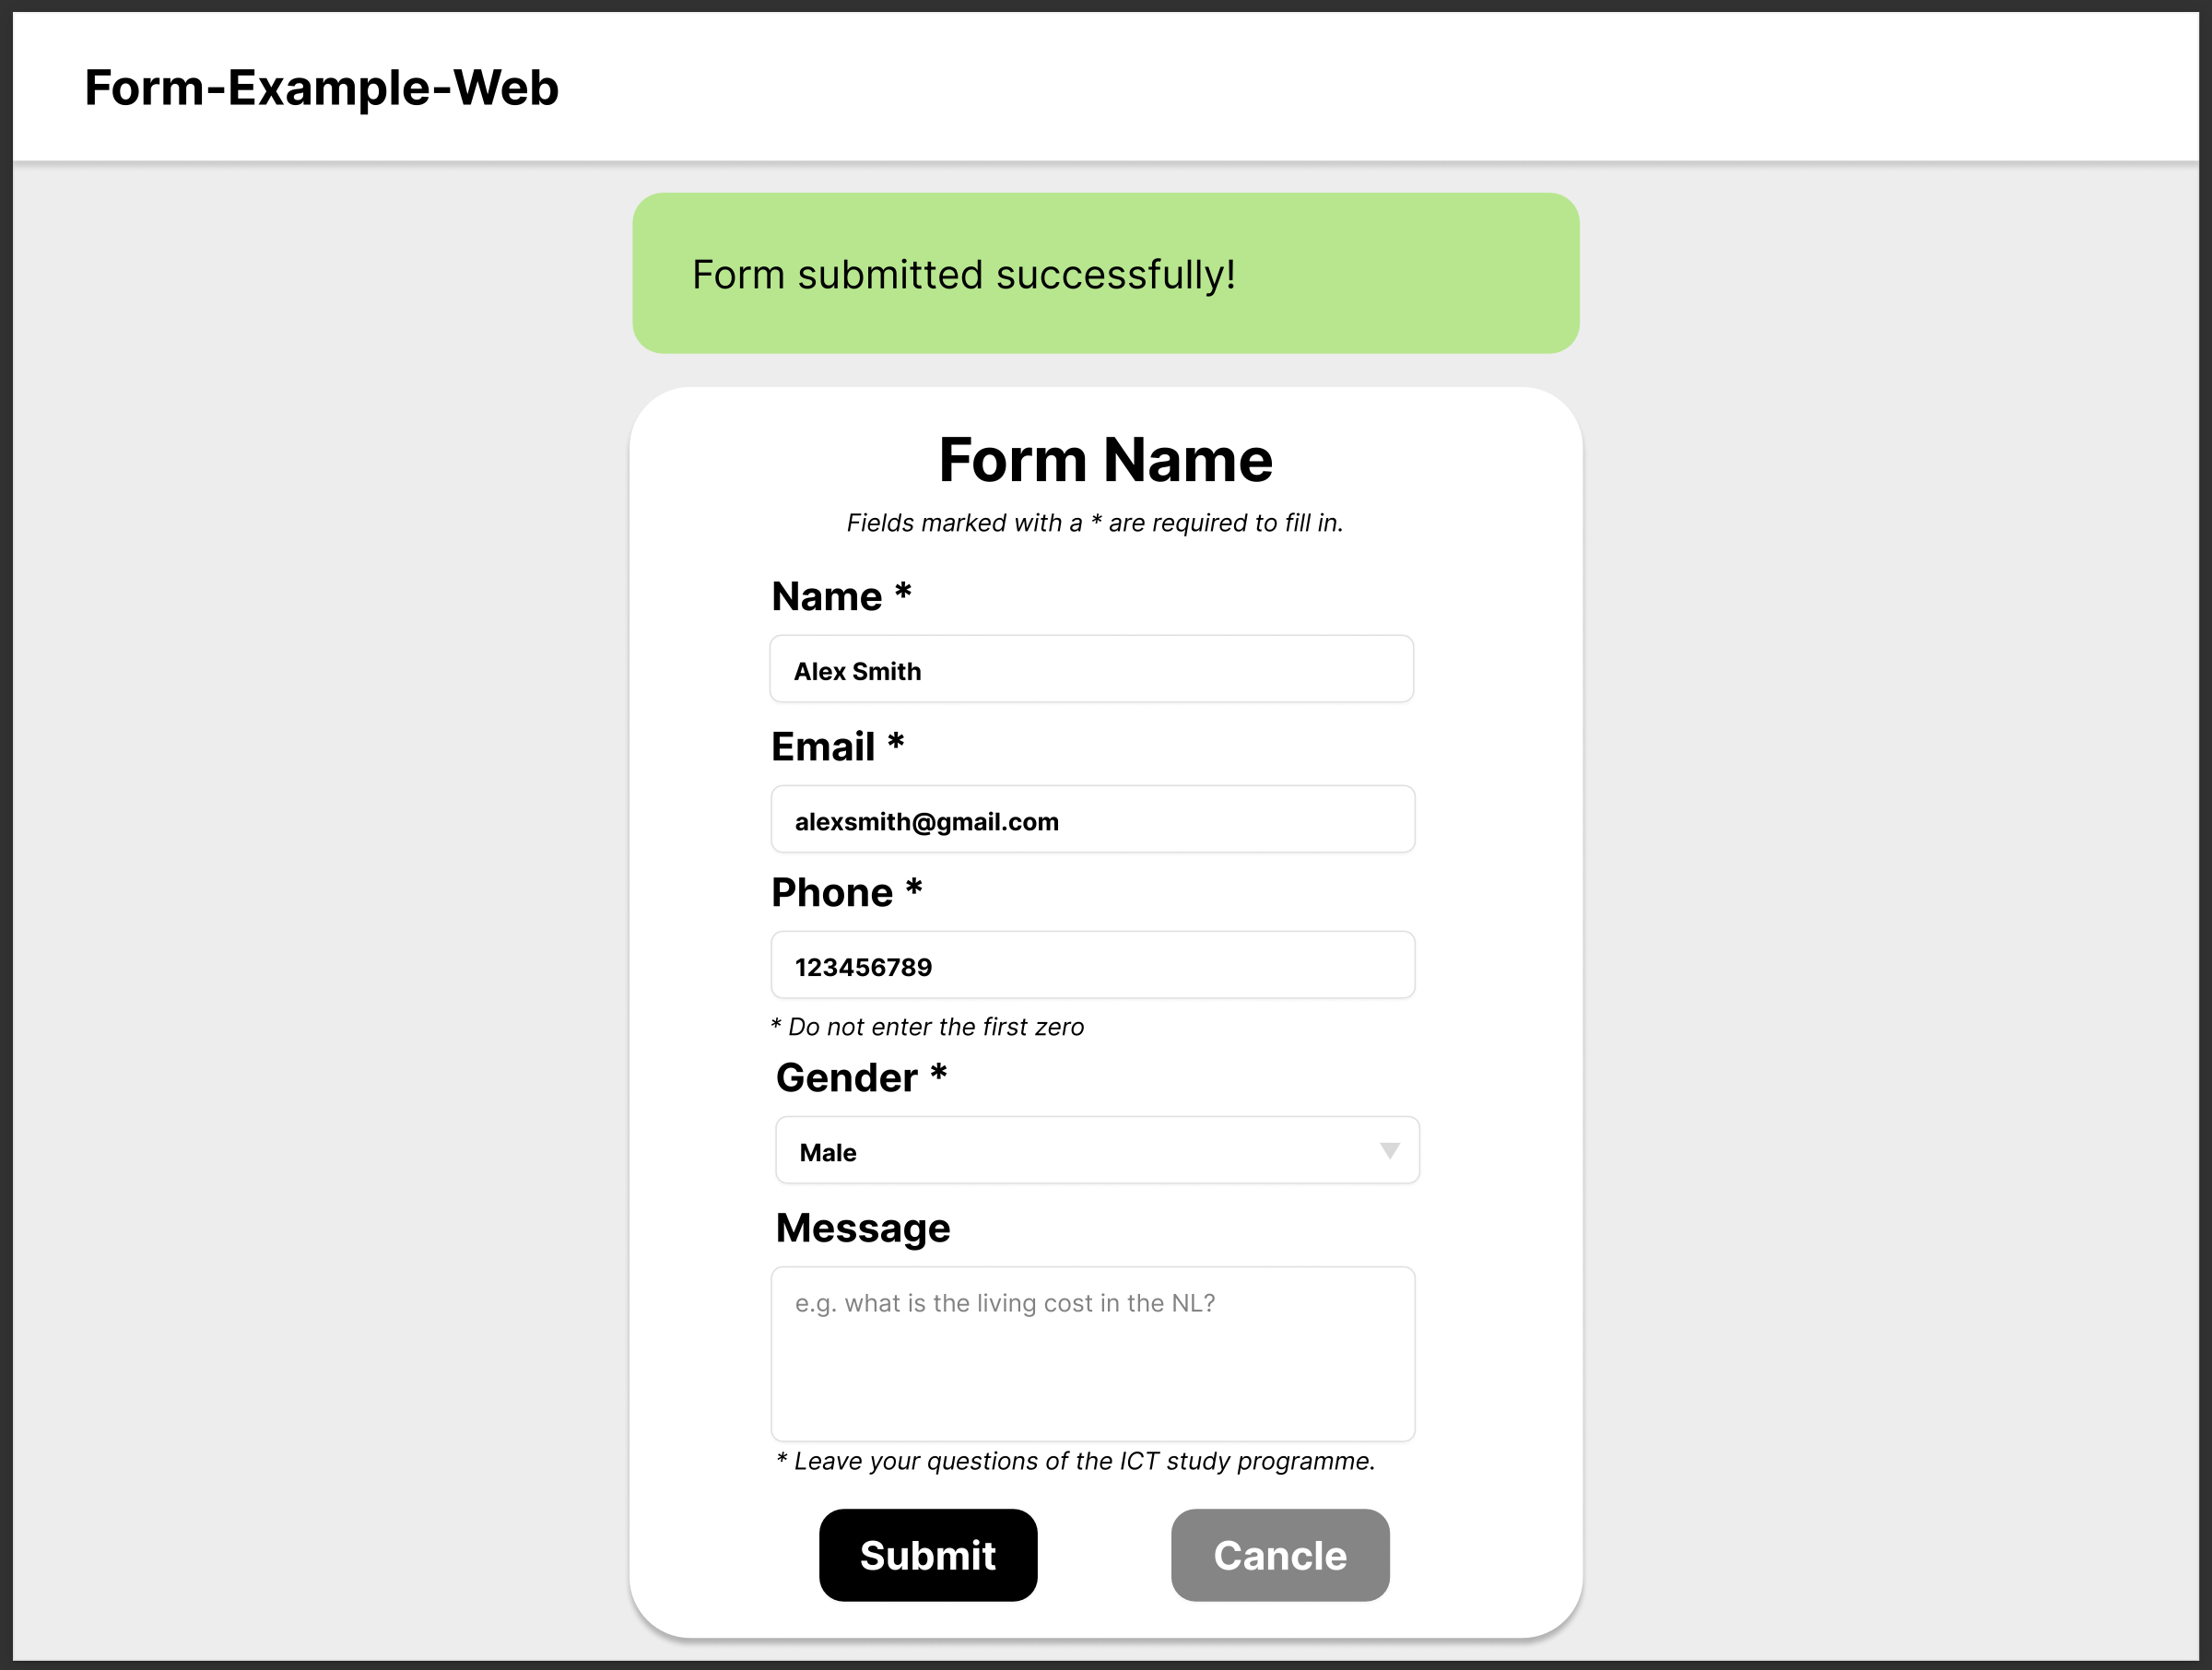 Form-Example-Web
Form submitted successfully!
Form Name
Fields marked with a * are required to fill in.
Name *
Alex Smith
Email *
alexsmith@gmail.com
Phone *
123456789
* Do not enter the first zero
Gender *
Male
Message
e.g. what is the living cost in the NL?
* Leave your questions of the ICT study programme.
Submit
Cancle